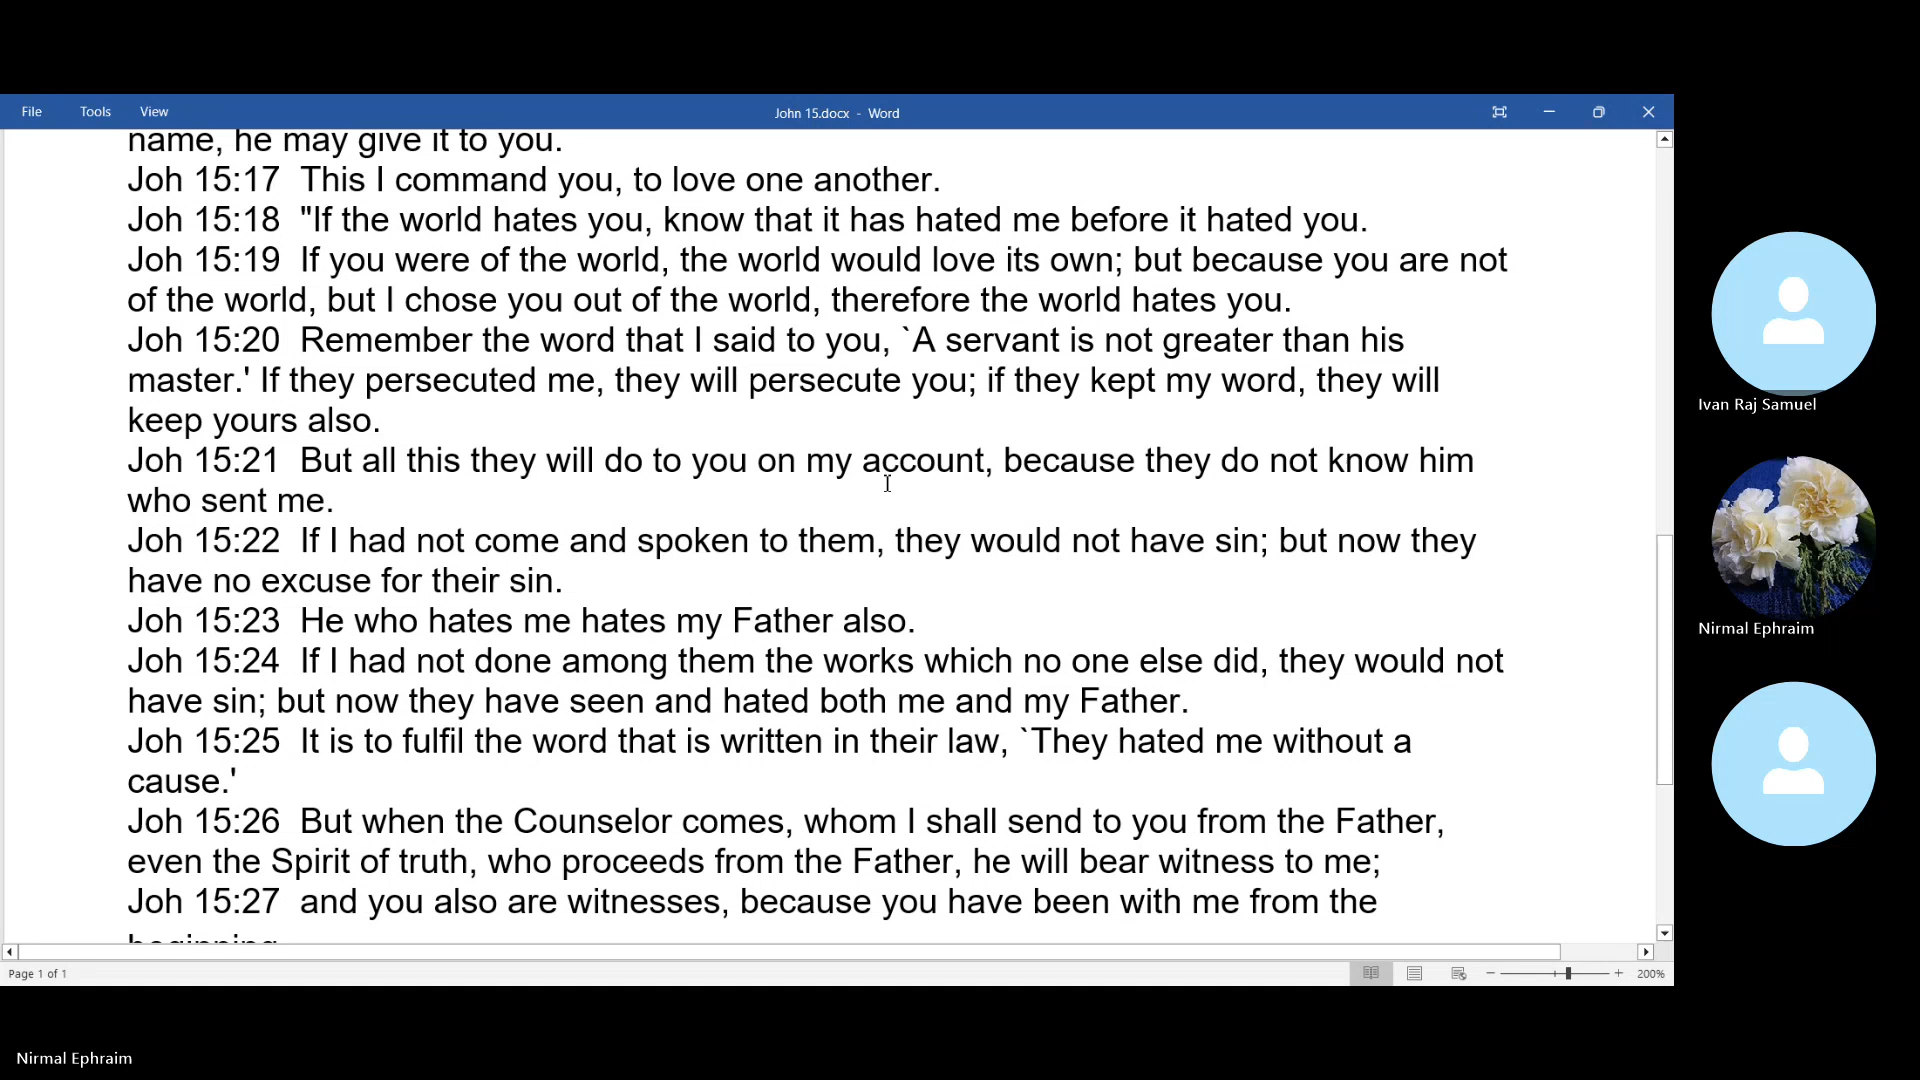 File Tools View John 15.docx - Word
name, he may give it to you.
Joh 15:17 This I command you, to love one another.
Joh 15:18 "If the world hates you, know that it has hated me before it hated you.
Joh 15:19 If you were of the world, the world would love its own; but because you are not
of the world, but I chose you out of the world, therefore the world hates you.
Joh 15:20 Remember the word that I said to you, `A servant is not greater than his
master.' If they persecuted me, they will persecute you; if they kept my word, they will
keep yours also.
Joh 15:21 But all this they will do to you on my account, because they do not know him
who sent me.
Joh 15:22 If I had not come and spoken to them, they would not have sin; but now they
have no excuse for their sin.
Joh 15:23 He who hates me hates my Father also.
Joh 15:24 If I had not done among them the works which no one else did, they would not
have sin; but now they have seen and hated both me and my Father.
Joh 15:25 It is to fulfil the word that is written in their law, `They hated me without a
cause.'
Joh 15:26 But when the Counselor comes, whom I shall send to you from the Father,
even the Spirit of truth, who proceeds from the Father, he will bear witness to me;
Joh 15:27 and you also are witnesses, because you have been with me from the
beginning
Page 1 of 1
200%
Ivan Raj Samuel
Nirmal Ephraim
Nirmal Ephraim